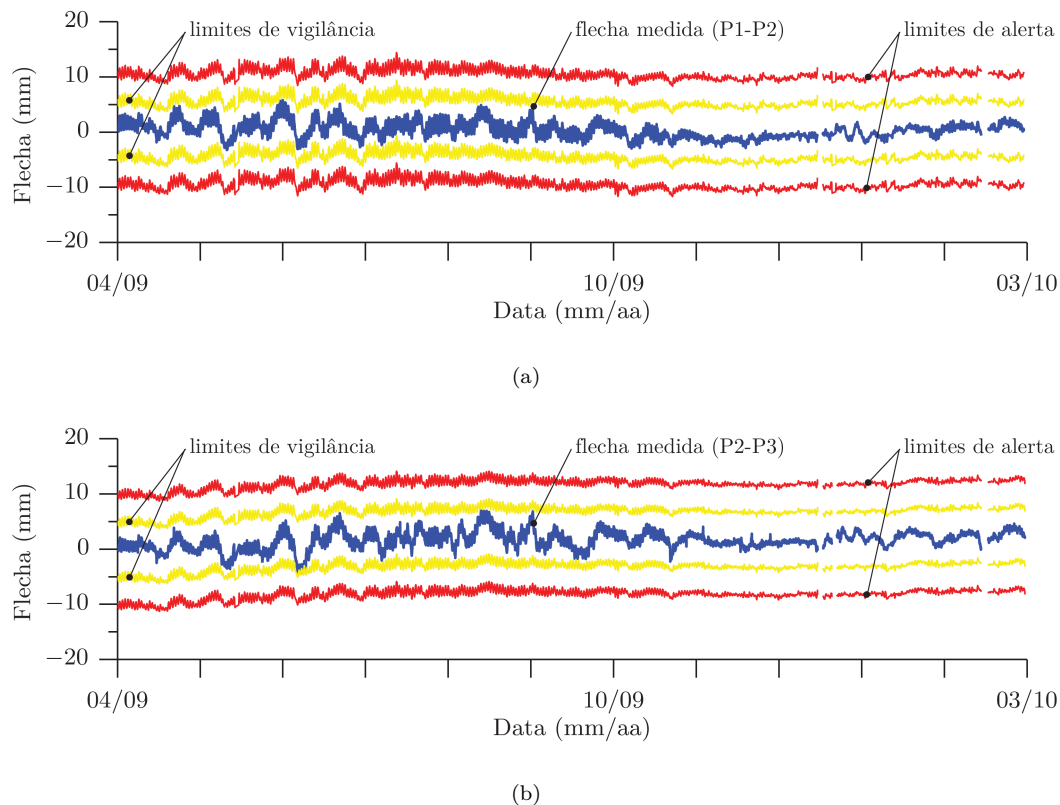 20
limites de vigilância
flecha medida (P1-P2)
limites de alerta
10
0
−10
−20
Flecha (mm)
04/09
10/09
03/10
Data (mm/aa)
(a)
20
limites de vigilância
flecha medida (P2-P3)
limites de alerta
10
0
−10
−20
Flecha (mm)
04/09
10/09
03/10
Data (mm/aa)
(b)